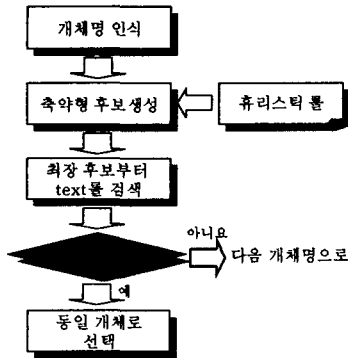 개체명 인식
축약형 후보생성
휴리스틱 룰
최장 후보부터
text를 검색
아니요
다음 개체명으로
예
동일 개체로
선택